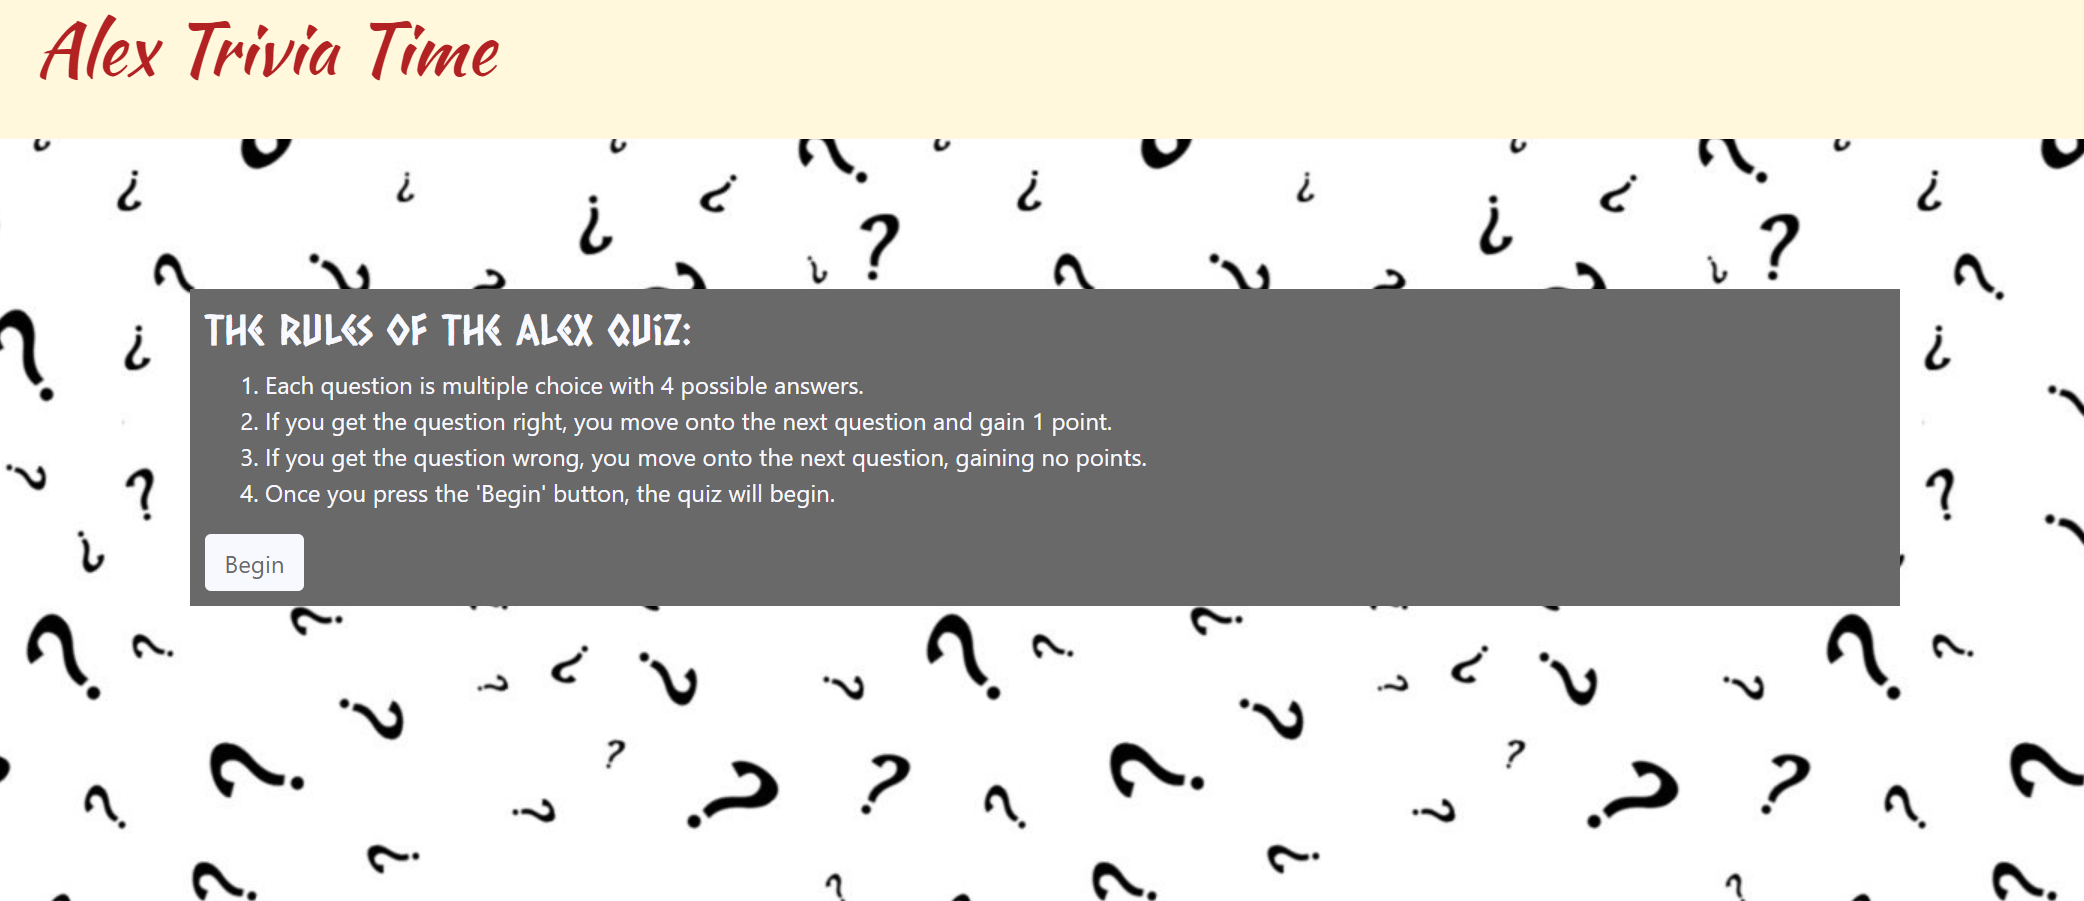 Alex Trivia Time
THE RULES OF THE ALEX QUIZ:
1. Each question is multiple choice with 4 possible answers.
2. If you get the question right, you move onto the next question and gain 1 point.
3. If you get the question wrong, you move onto the next question, gaining no points.
4. Once you press the 'Begin' button, the quiz will begin.
Begin